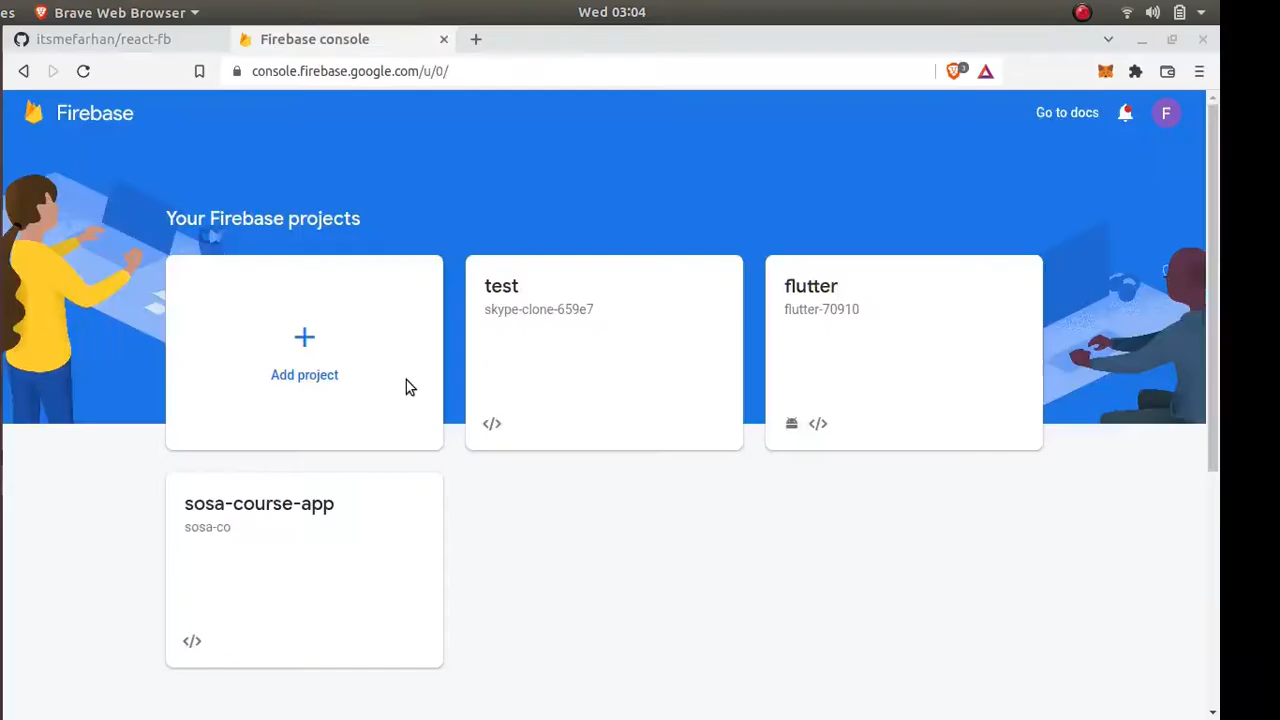 es Brave Web Browser Wed 03:04
itsmefarhan/react-fb Firebase console
console.firebase.google.com/u/0/ 3
Firebase Go to docs F
Your Firebase projects
Add project
test
skype-clone-659e7
flutter
flutter-70910
sosa-course-app
sosa-co